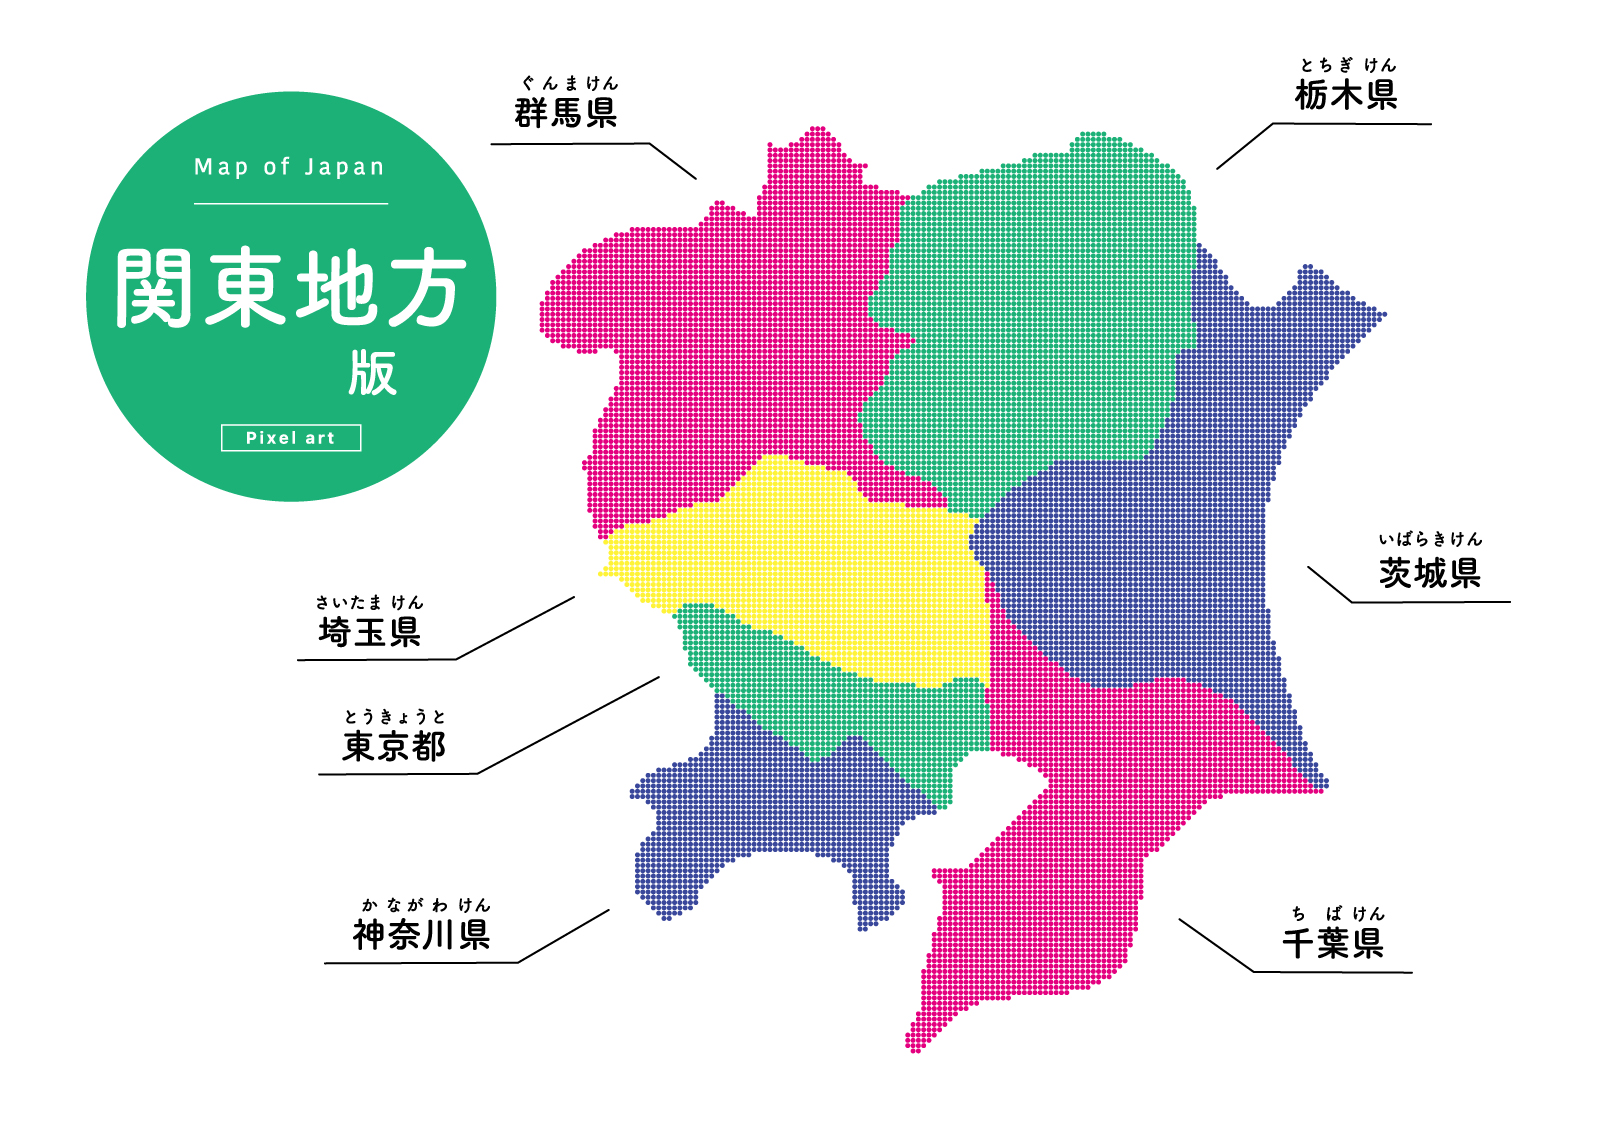 Map of Japan
関東地方
版
Pixel art
ぐんまけん
群馬県
とちぎけん
栃木県
いばらきけん
茨城県
さいたまけん
埼玉県
とうきょうと
東京都
かながわけん
神奈川県
ちばけん
千葉県